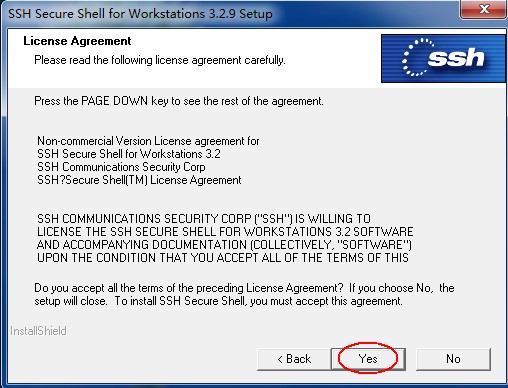 SSH Secure Shell for Workstations 3.2.9 Setup
License Agreement
Please read the following license agreement carefully.
ssh
Press the PAGE DOWN key to see the rest of the agreement.
Non-commercial Version License agreement for
SSH Secure Shell for Workstations 3.2
SSH Communications Security Corp
SSH?Secure Shell(TM) License Agreement
SSH COMMUNICATIONS SECURITY CORP ("SSH") IS WILLING TO
LICENSE THE SSH SECURE SHELL FOR WORKSTATIONS 3.2 SOFTWARE
AND ACCOMPANYING DOCUMENTATION (COLLECTIVELY, "SOFTWARE")
UPON THE CONDITION THAT YOU ACCEPT ALL OF THE TERMS OF THIS
Do you accept all the terms of the preceding License Agreement? If you choose No, the
setup will close. To install SSH Secure Shell, you must accept this agreement.
InstallShield
< Back Yes No